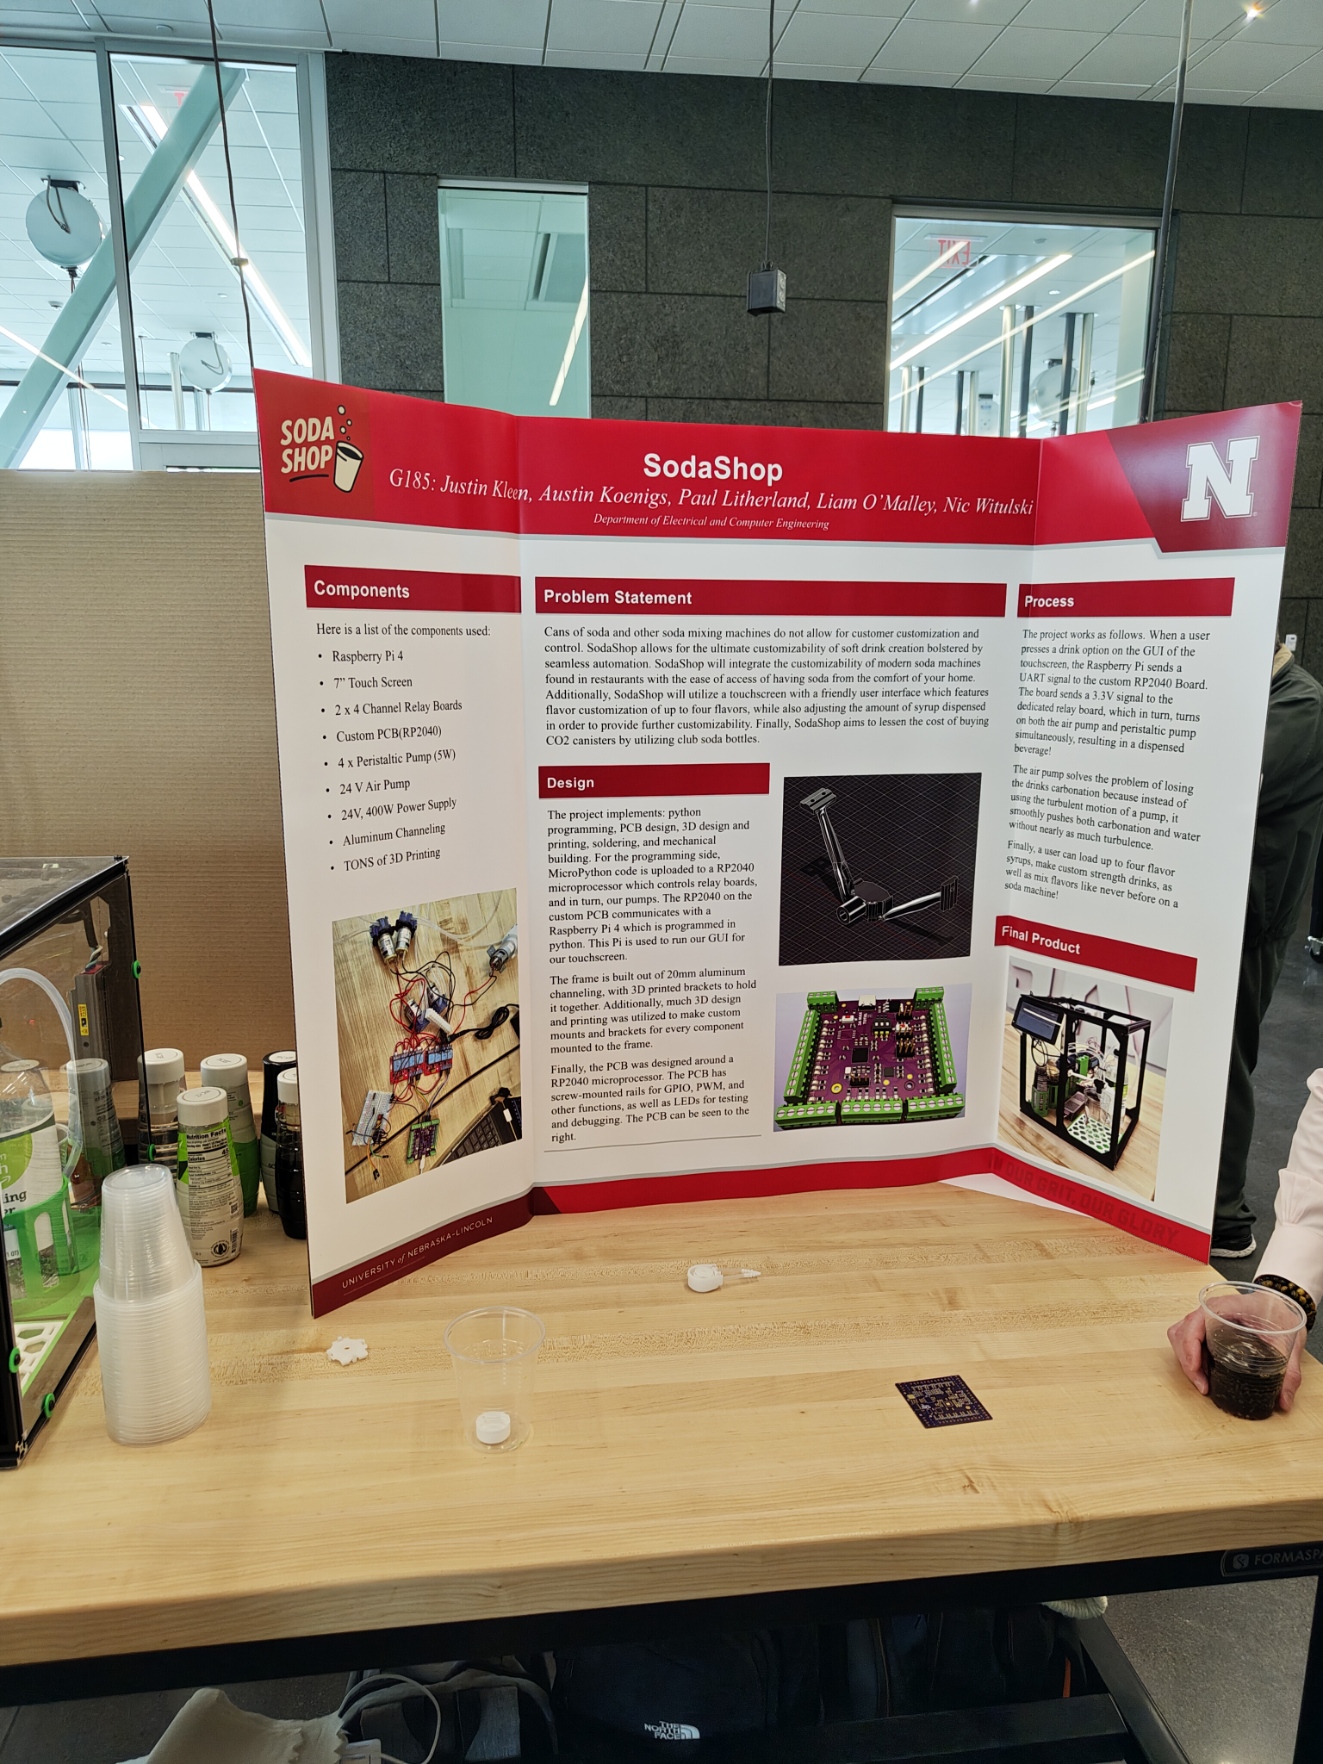 EXIT
SODA
SHOP
SodaShop
G185: Justin Kleen, Austin Koenigs, Paul Litherland, Liam O'Malley, Nic Witulski
Department of Electrical and Computer Engineering
N
Components
Here is a list of the components used:
• Raspberry Pi 4
• 7" Touch Screen
• 2 x 4 Channel Relay Boards
• Custom PCB(RP2040)
• 4 x Peristaltic Pump (5W)
• 24 V Air Pump
• 24V, 400W Power Supply
• Aluminum Channeling
• TONS of 3D Printing
UNIVERSITY of NEBRASKA–LINCOLN
Problem Statement
Cans of soda and other soda mixing machines do not allow for customer customization and
control. SodaShop allows for the ultimate customizability of soft drink creation bolstered by
seamless automation. SodaShop will integrate the customizability of modern soda machines
found in restaurants with the ease of access of having soda from the comfort of your home.
Additionally, SodaShop will utilize a touchscreen with a friendly user interface which features
flavor customization of up to four flavors, while also adjusting the amount of syrup dispensed
in order to provide further customizability. Finally, SodaShop aims to lessen the cost of buying
CO2 canisters by utilizing club soda bottles.
Design
The project implements: python
programming, PCB design, 3D design and
printing, soldering, and mechanical
building. For the programming side,
MicroPython code is uploaded to a RP2040
microprocessor which controls relay boards,
and in turn, our pumps. The RP2040 on the
custom PCB communicates with a
Raspberry Pi 4 which is programmed in
python. This Pi is used to run our GUI for
our touchscreen.
The frame is built out of 20mm aluminum
channeling, with 3D printed brackets to hold
it together. Additionally, much 3D design
and printing was utilized to make custom
mounts and brackets for every component
mounted to the frame.
Finally, the PCB was designed around a
RP2040 microprocessor. The PCB has
screw-mounted rails for GPIO, PWM, and
other functions, as well as LEDs for testing
and debugging. The PCB can be seen to the
right.
Process
The project works as follows. When a user
presses a drink option on the GUI of the
touchscreen, the Raspberry Pi sends a
UART signal to the custom RP2040 Board.
The board sends a 3.3V signal to the
dedicated relay board, which in turn, turns
on both the air pump and peristaltic pump
simultaneously, resulting in a dispensed
beverage!
The air pump solves the problem of losing
the drinks carbonation because instead of
using the turbulent motion of a pump, it
smoothly pushes both carbonation and water
without nearly as much turbulence.
Finally, a user can load up to four flavor
syrups, make custom strength drinks, as
well as mix flavors like never before on a
soda machine!
Final Product
IN OUR GRIT, OUR GLORY
Nutrition Facts
ing
FORMASPA
THE
NORTH
FACE